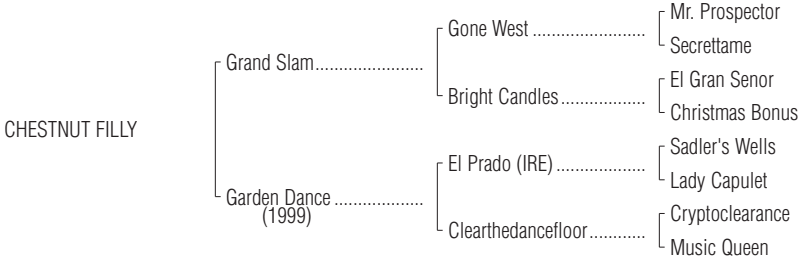 Mr. Prospector
Gone West ........................
Secrettame
Grand Slam.......................
El Gran Senor
Bright Candles..................
Christmas Bonus
CHESTNUT FILLY
Sadler's Wells
El Prado (IRE) ...................
Lady Capulet
Garden Dance ...................
(1999)
Cryptoclearance
Clearthedancefloor............
Music Queen